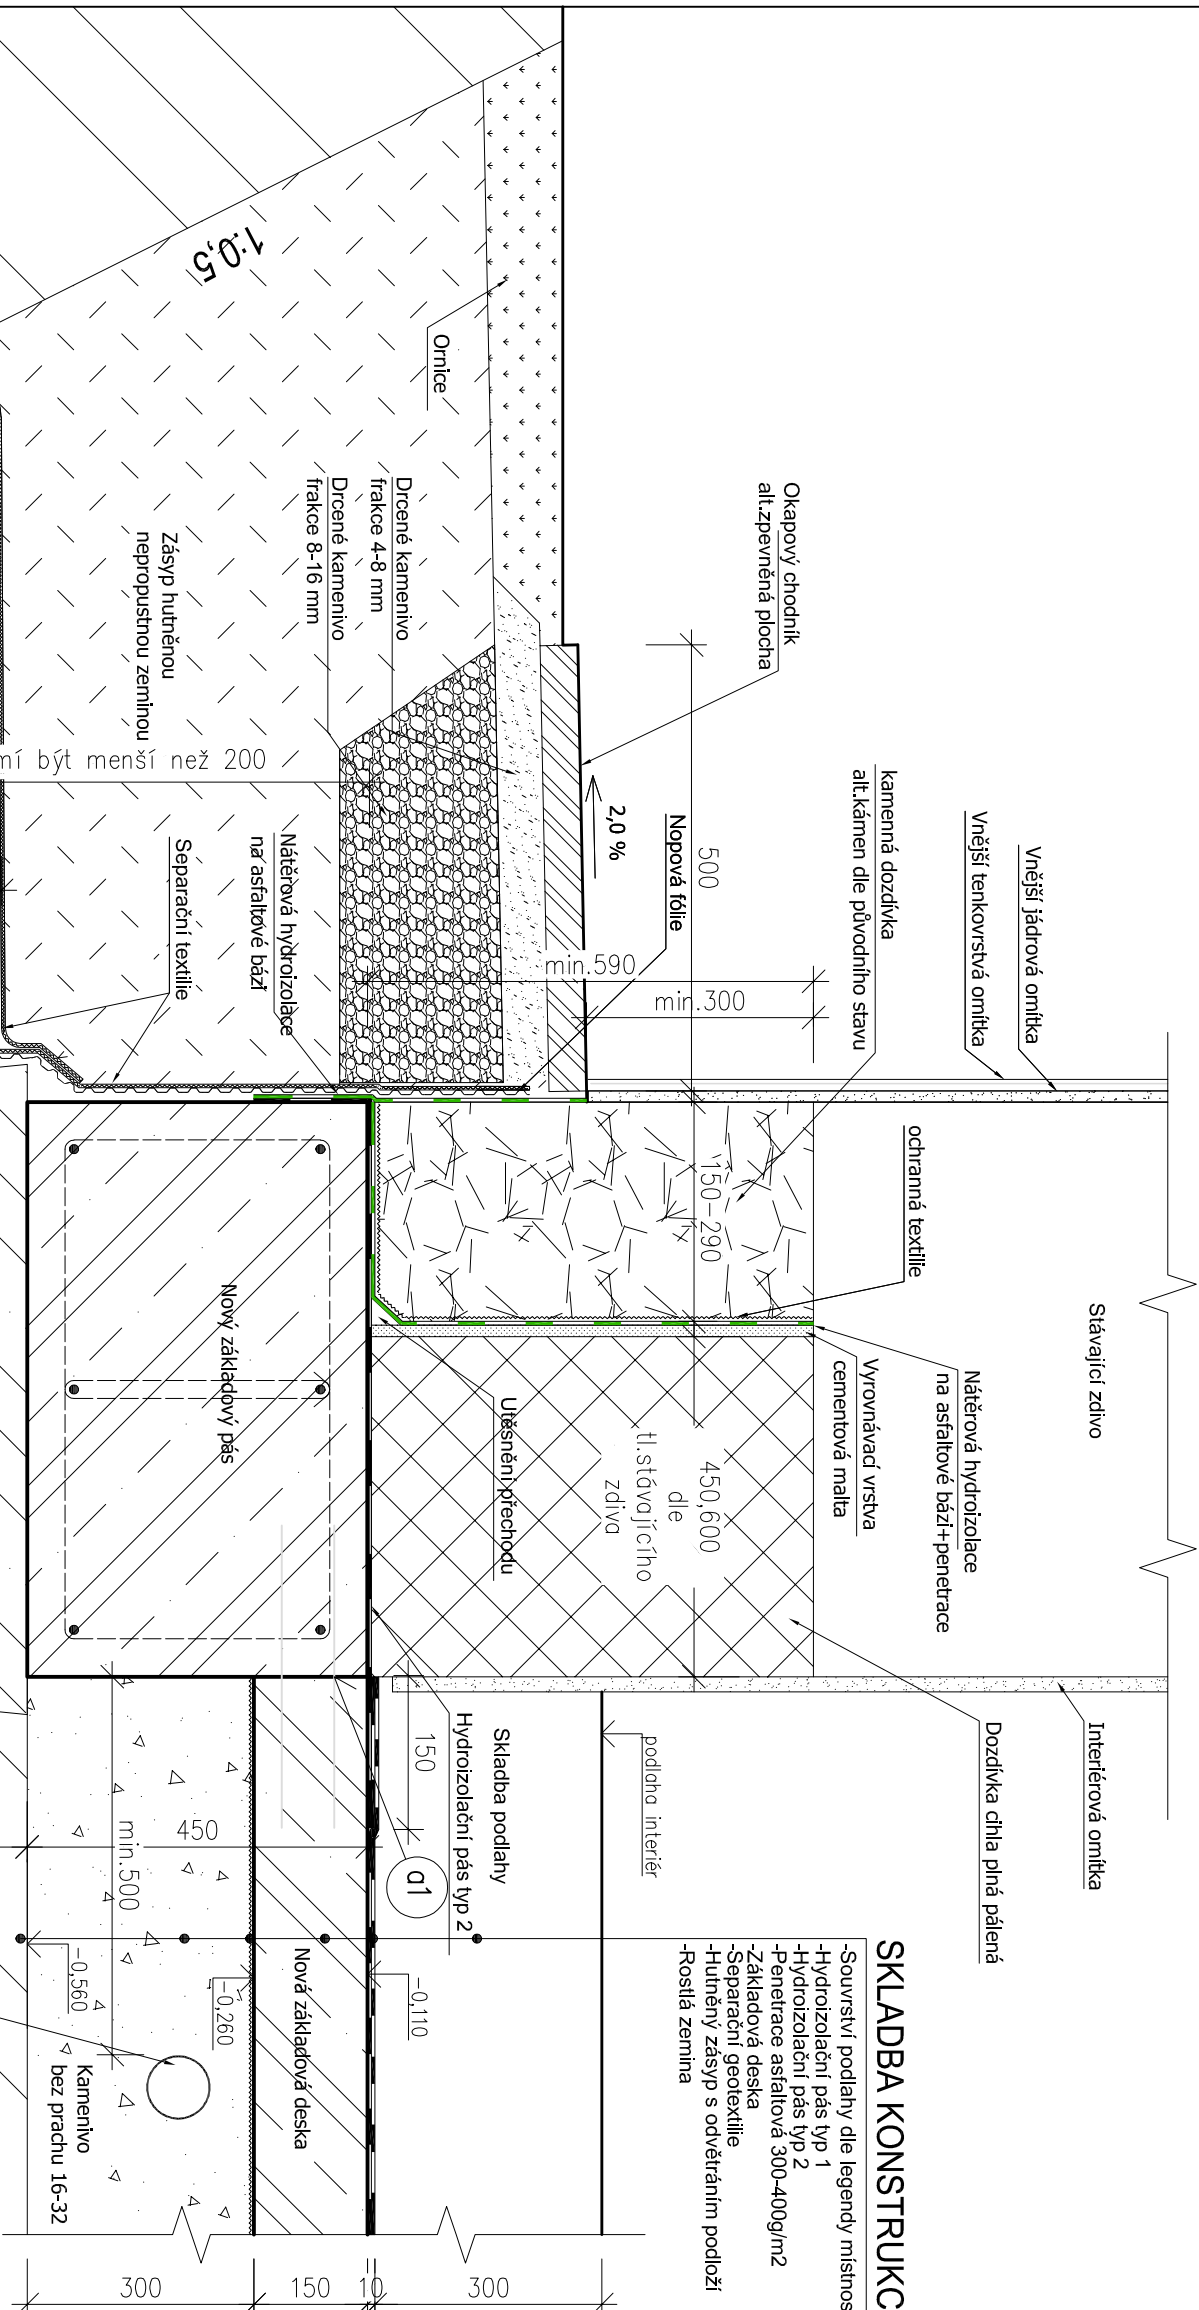 Stávající zdivo
Vnější jádrová omítka
Vnější tenkovrstvá omítka
kamenná dozdívka
alt.kámen dle původního stavu
Okapový chodník
alt.zpevněná plocha
ochranná textilie
Nátěrová hydroizolace
na asfaltové bázi+penetrace
Vyrovnávací vrstva
cementová malta
Interiérová omítka
Dozdívka cihla plná pálená
SKLADBA KONSTRUKC
-Souvrství podlahy dle legendy místnos
-Hydroizolační pás typ 1
-Hydroizolační pás typ 2
-Penetrace asfaltová 300-400g/m2
-Základová deska
-Separační geotextilie
-Hutněný zásyp s odvětráním podloží
-Rostlá zemina
500
150-290
450,600
dle
tl.stávajícího
zdiva
Nopová fólie
2,0 %
min.590
min.300
podlaha interiér
Utěsnění přechodu
Skladba podlahy
Hydroizolační pás typ 2
150
a1
Ornice
1:0,5
Drcené kamenivo
frakce 4-8 mm
Drcené kamenivo
frakce 8-16 mm
Zásyp hutněnou
nepropustnou zeminou
mí být menší než 200
Nátěrová hydroizolace
na asfaltové bázi
Separační textilie
Nový základový pás
Nová základová deska
-0,110
-0,260
-0,560
450
min.500
Kamenivo
bez prachu 16-32
300
150
10
300